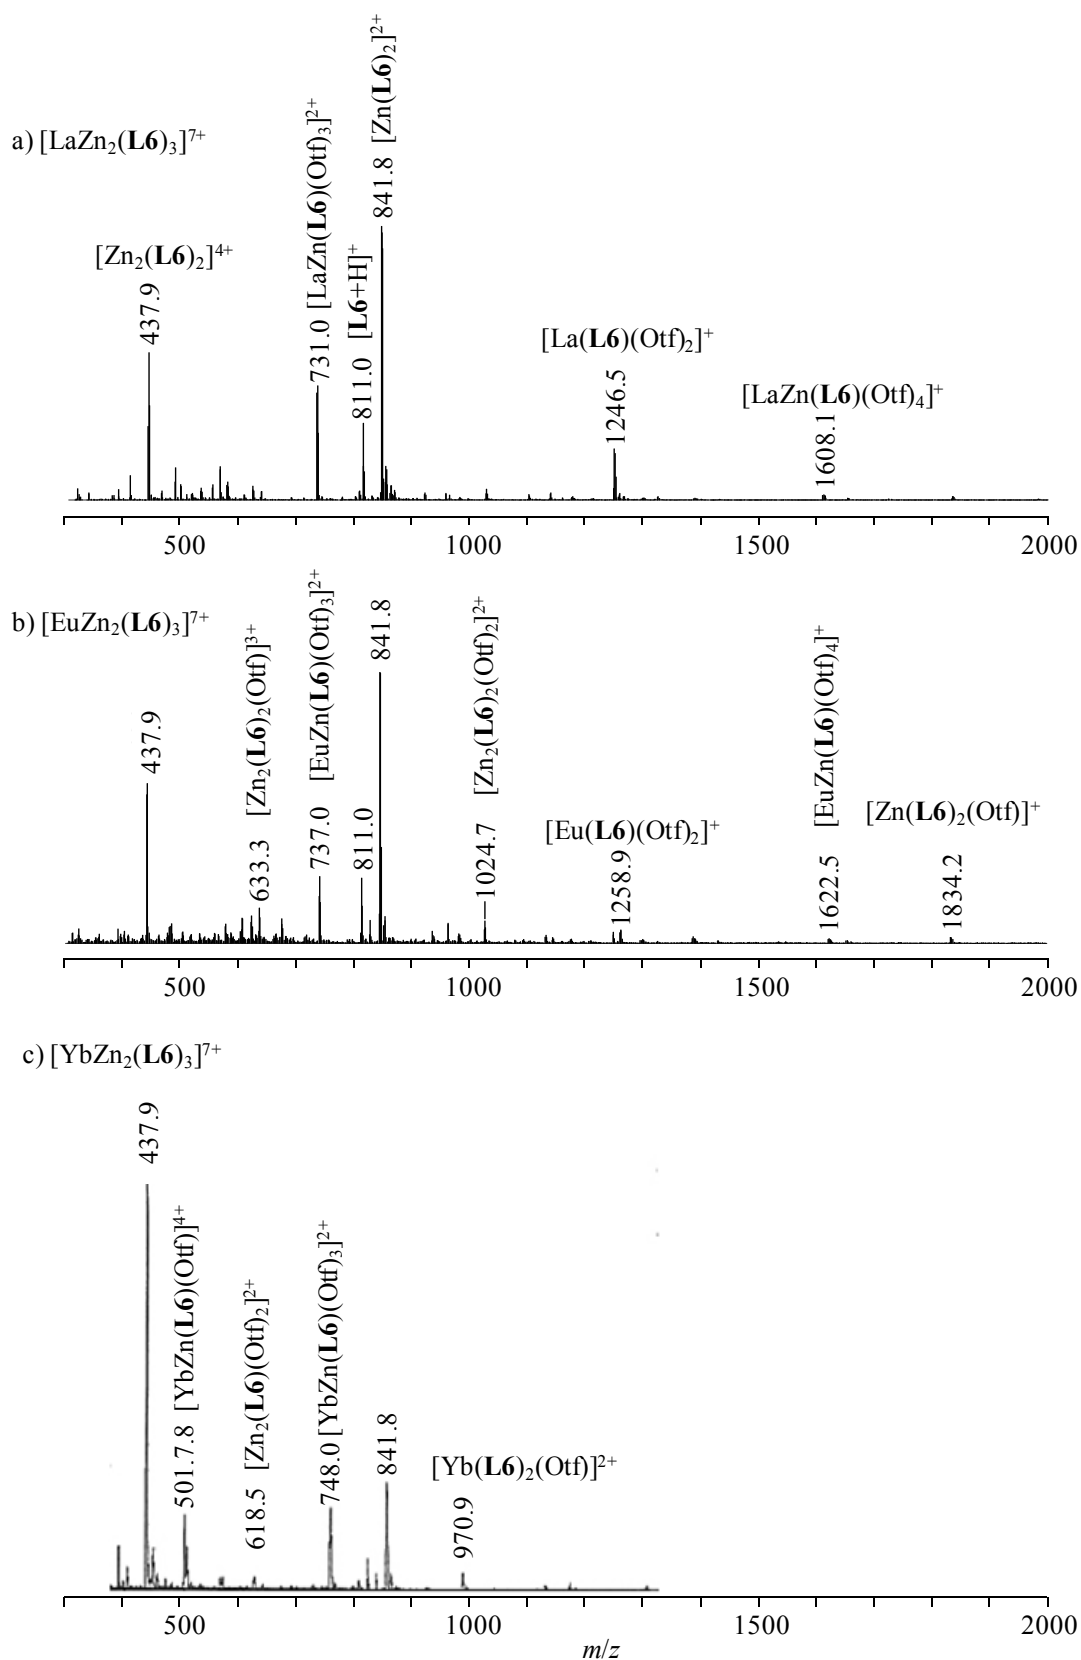 a) [LaZn₂(L6)₃]⁷⁺
[Zn₂(L6)₂]⁴⁺
437.9
731.0 [LaZn(L6)(Otf)₃]²⁺
811.0 [L6+H]⁺
841.8 [Zn(L6)₂]²⁺
[La(L6)(Otf)₂]⁺
1246.5
[LaZn(L6)(Otf)₄]⁺
1608.1
500 1000 1500 2000
b) [EuZn₂(L6)₃]⁷⁺
437.9
633.3 [Zn₂(L6)₂(Otf)]³⁺
737.0 [EuZn(L6)(Otf)₃]²⁺
811.0
841.8
1024.7 [Zn₂(L6)₂(Otf)₂]²⁺
[Eu(L6)(Otf)₂]⁺
1258.9
1622.5 [EuZn(L6)(Otf)₄]⁺
[Zn(L6)₂(Otf)]⁺
1834.2
500 1000 1500 2000
c) [YbZn₂(L6)₃]⁷⁺
437.9
501.7.8 [YbZn(L6)(Otf)]⁴⁺
618.5 [Zn₂(L6)(Otf)₂]²⁺
748.0 [YbZn(L6)(Otf)₃]²⁺
841.8
[Yb(L6)₂(Otf)]²⁺
970.9
500 1000 1500 2000
m/z